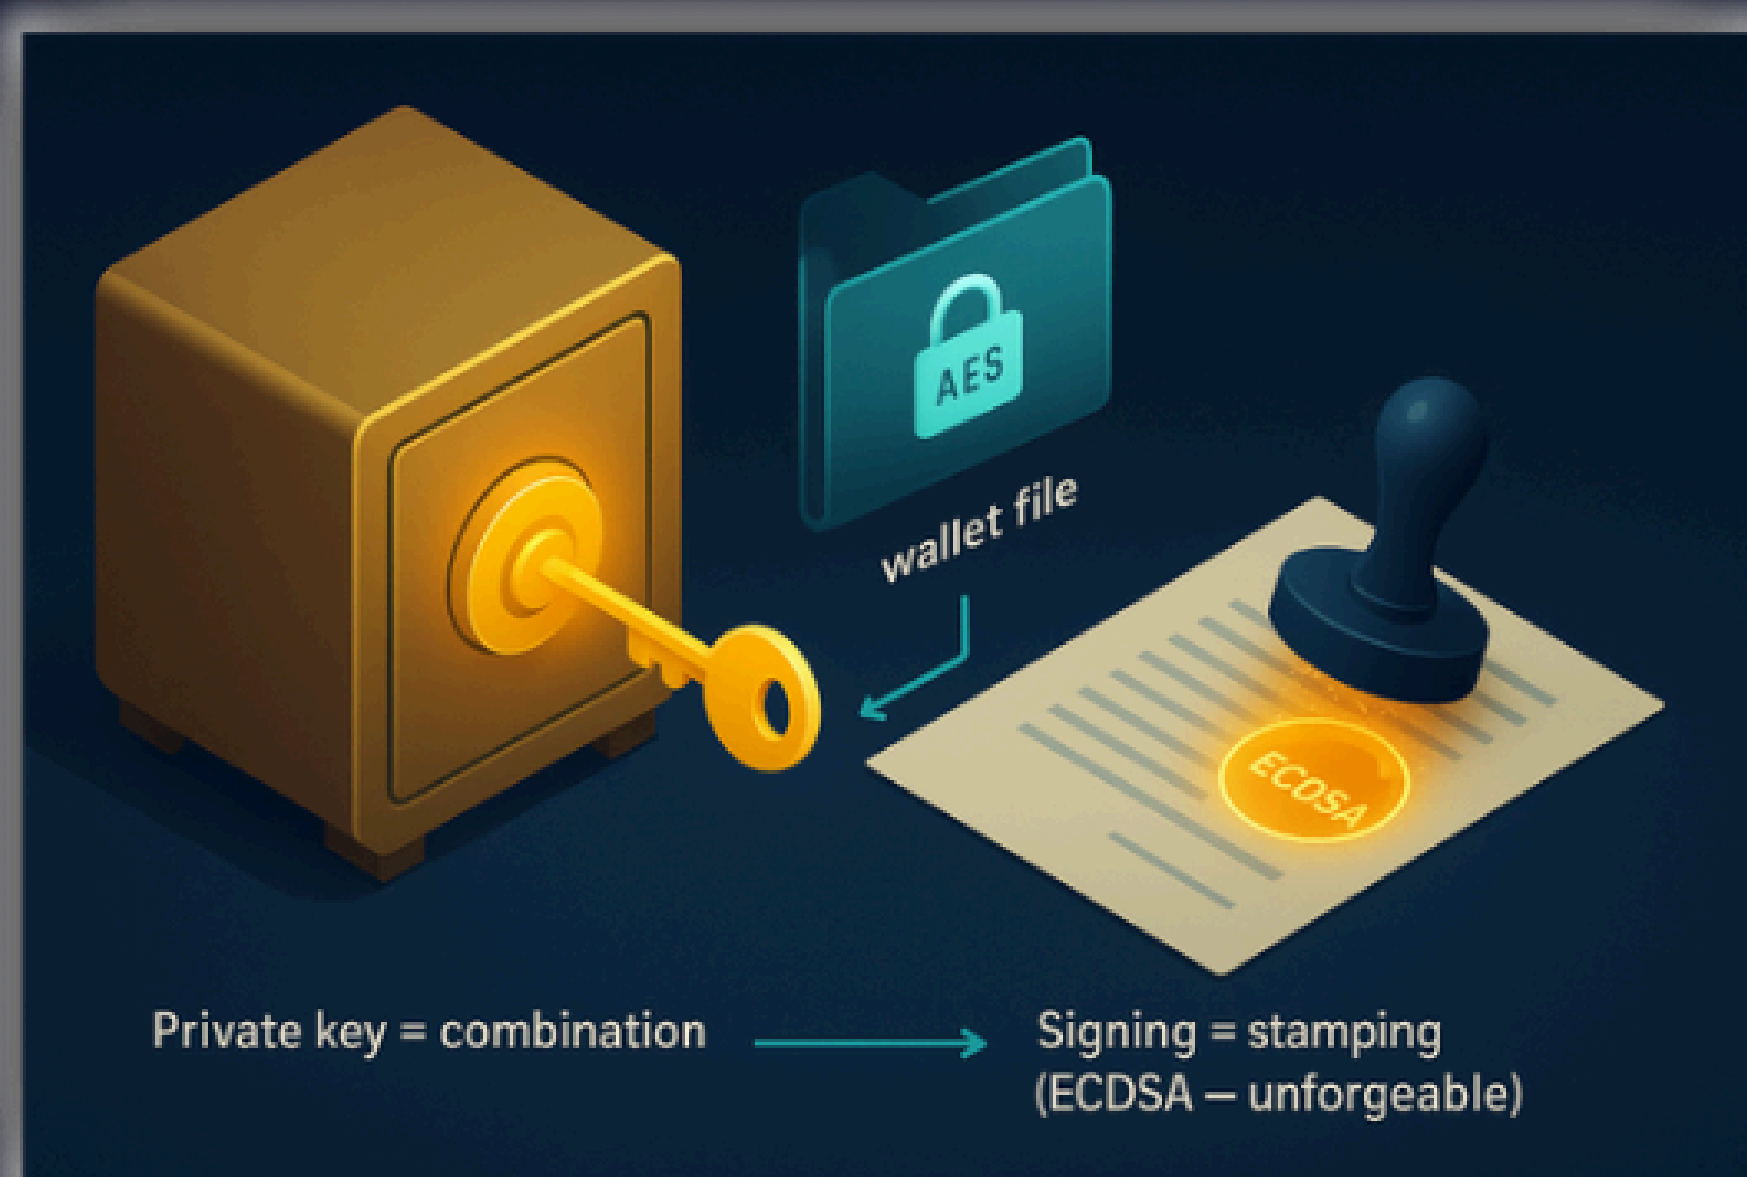 AES
wallet file
ECDSA
Private key = combination
Signing = stamping
(ECDSA – unforgeable)